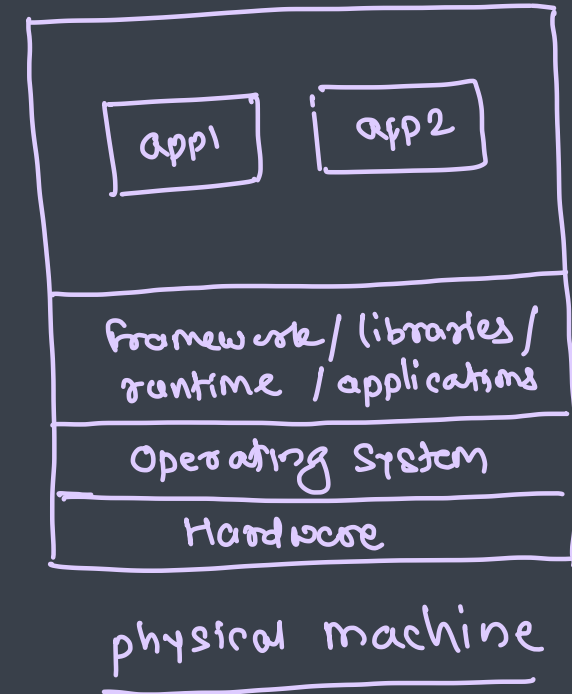 app1
app2
framework / libraries /
runtime / applications
Operating System
Hardware
physical machine